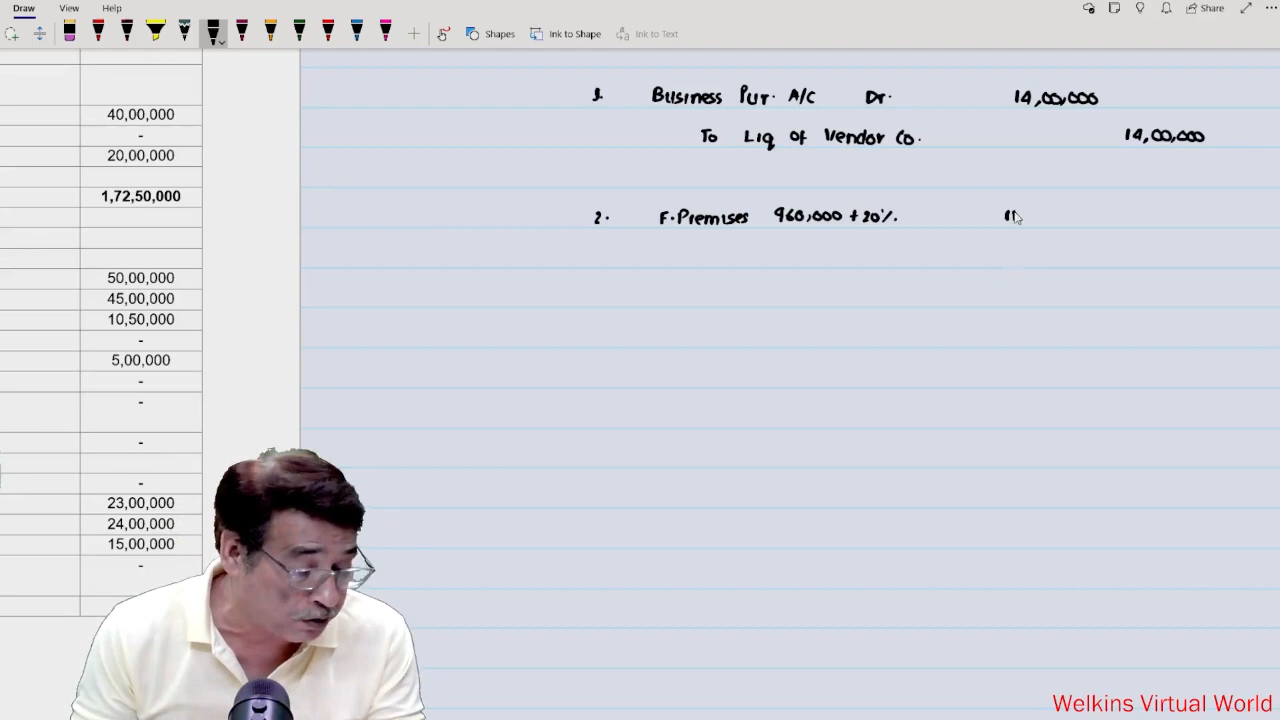 Draw View Help Share
Shapes Ink to Shape Ink to Text
40,00,000
-
20,00,000
1,72,50,000
50,00,000
45,00,000
10,50,000
-
5,00,000
-
-
-
-
23,00,000
24,00,000
15,00,000
-
1. Business Pur. A/C Dr. 14,00,000
To Liq of Vendor Co. 14,00,000
2. F. Premises 960,000 + 20% 11
Welkins Virtual World